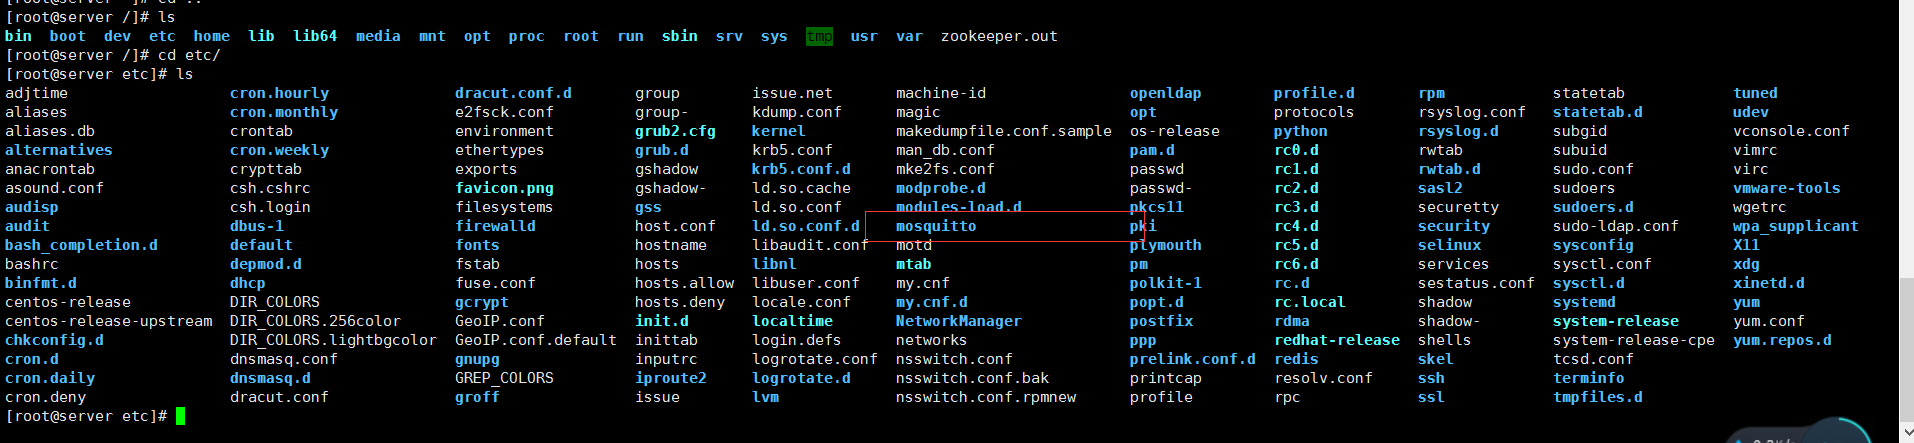 [root@server /]# cd ..
[root@server /]# ls
bin boot dev etc home lib lib64 media mnt opt proc root run sbin srv sys tmp usr var zookeeper.out
[root@server /]# cd etc/
[root@server etc]# ls
adjtime cron.hourly dracut.conf.d group issue.net machine-id openldap profile.d rpm statetab tuned
aliases cron.monthly e2fsck.conf group- kdump.conf magic opt protocols rsyslog.conf statetab.d udev
aliases.db crontab environment grub2.cfg kernel makedumpfile.conf.sample os-release python rsyslog.d subgid vconsole.conf
alternatives cron.weekly ethertypes grub.d krb5.conf man_db.conf pam.d rc0.d rwtab subuid vimrc
anacrontab crypttab exports gshadow krb5.conf.d mke2fs.conf passwd rc1.d rwtab.d sudo.conf virc
asound.conf csh.cshrc favicon.png gshadow- ld.so.cache modprobe.d passwd- rc2.d sasl2 sudoers vmware-tools
audisp csh.login filesystems gss ld.so.conf modules-load.d pkcs11 rc3.d securetty sudoers.d wgetrc
audit dbus-1 firewalld host.conf ld.so.conf.d mosquitto pki rc4.d security sudo-ldap.conf wpa_supplicant
bash_completion.d default fonts hostname libaudit.conf motd plymouth rc5.d selinux sysconfig X11
bashrc depmod.d fstab hosts libnl mtab pm rc6.d services sysctl.conf xdg
binfmt.d dhcp fuse.conf hosts.allow libuser.conf my.cnf polkit-1 rc.d sestatus.conf sysctl.d xinetd.d
centos-release DIR_COLORS gcrypt hosts.deny locale.conf my.cnf.d popt.d rc.local shadow systemd yum
centos-release-upstream DIR_COLORS.256color GeoIP.conf init.d localtime NetworkManager postfix rdma shadow- system-release yum.conf
chkconfig.d DIR_COLORS.lightbgcolor GeoIP.conf.default inittab login.defs networks ppp redhat-release shells system-release-cpe yum.repos.d
cron.d dnsmasq.conf gnupg inputrc logrotate.conf nsswitch.conf prelink.conf.d redis skel tcsd.conf
cron.daily dnsmasq.d GREP_COLORS iproute2 logrotate.d nsswitch.conf.bak printcap resolv.conf ssh terminfo
cron.deny dracut.conf groff issue lvm nsswitch.conf.rpmnew profile rpc ssl tmpfiles.d
[root@server etc]#